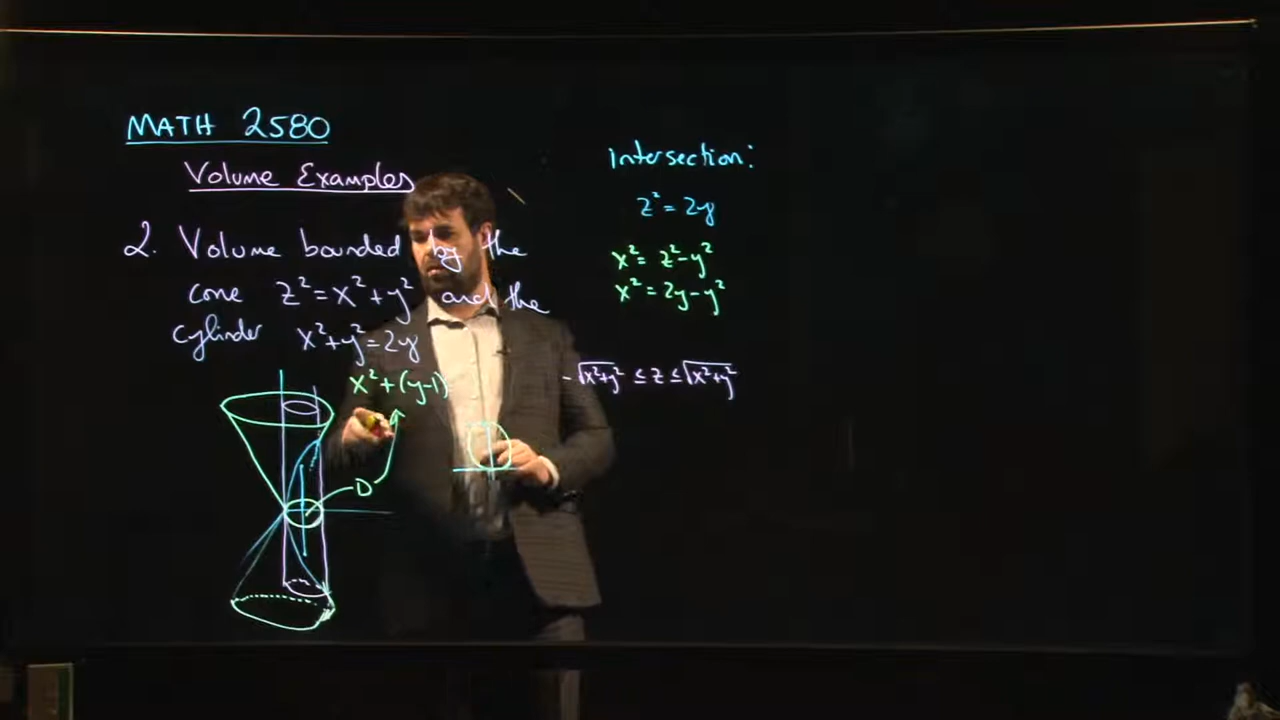 MATH 2580
Volume Examples
2. Volume bounded by the
cone z² = x² + y² and the
cylinder x² + y² = 2y
x² + (y-1)
D
intersection:
z² = 2y
x² = z² - y²
x² = 2y - y²
-√x² + y² ≤ z ≤ √x² + y²